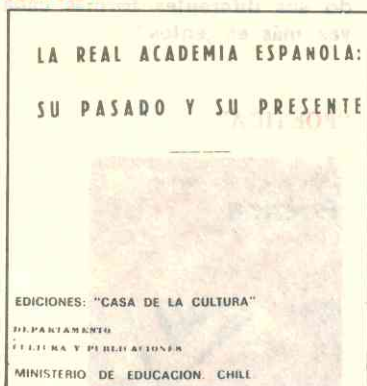 LA REAL ACADEMIA ESPAÑOLA:
SU PASADO Y SU PRESENTE
EDICIONES: "CASA DE LA CULTURA"
DEPARTAMENTO
CULTURA Y PUBLICACIONES
MINISTERIO DE EDUCACION. CHILE